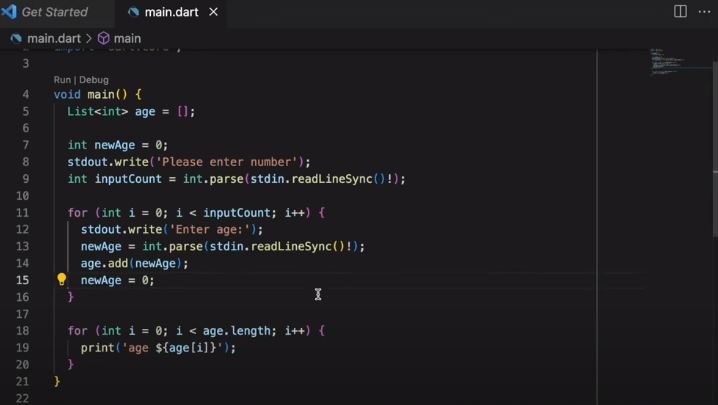 Get Started
main.dart
main.dart > main
2
3
Run | Debug
4 void main() {
5 List<int> age = [];
6
7 int newAge = 0;
8 stdout.write('Please enter number');
9 int inputCount = int.parse(stdin.readLineSync()!);
10
11 for (int i = 0; i < inputCount; i++) {
12 stdout.write('Enter age:');
13 newAge = int.parse(stdin.readLineSync()!);
14 age.add(newAge);
15 newAge = 0;
16 }
17
18 for (int i = 0; i < age.length; i++) {
19 print('age ${age[i]}');
20 }
21 }
22